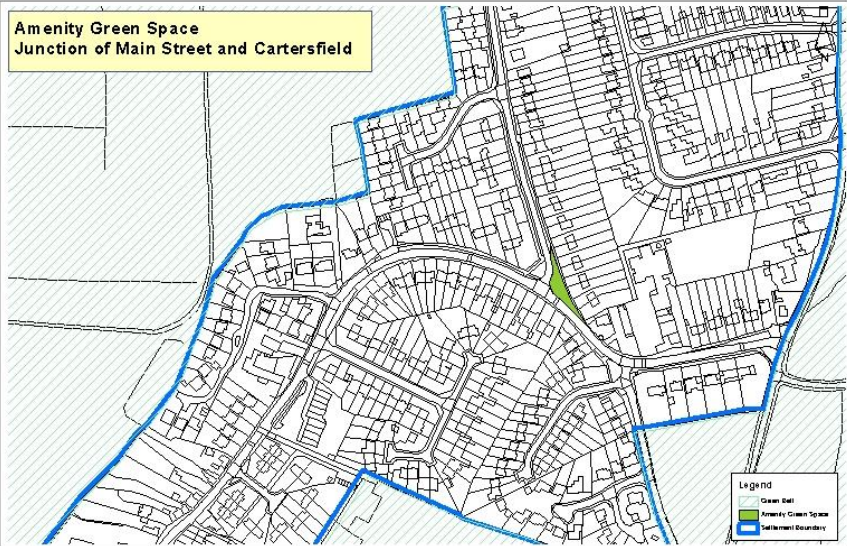 Amenity Green Space
Junction of Main Street and Cartersfield
Legend
Green Belt
Amenity Green Space
Settlement Boundary